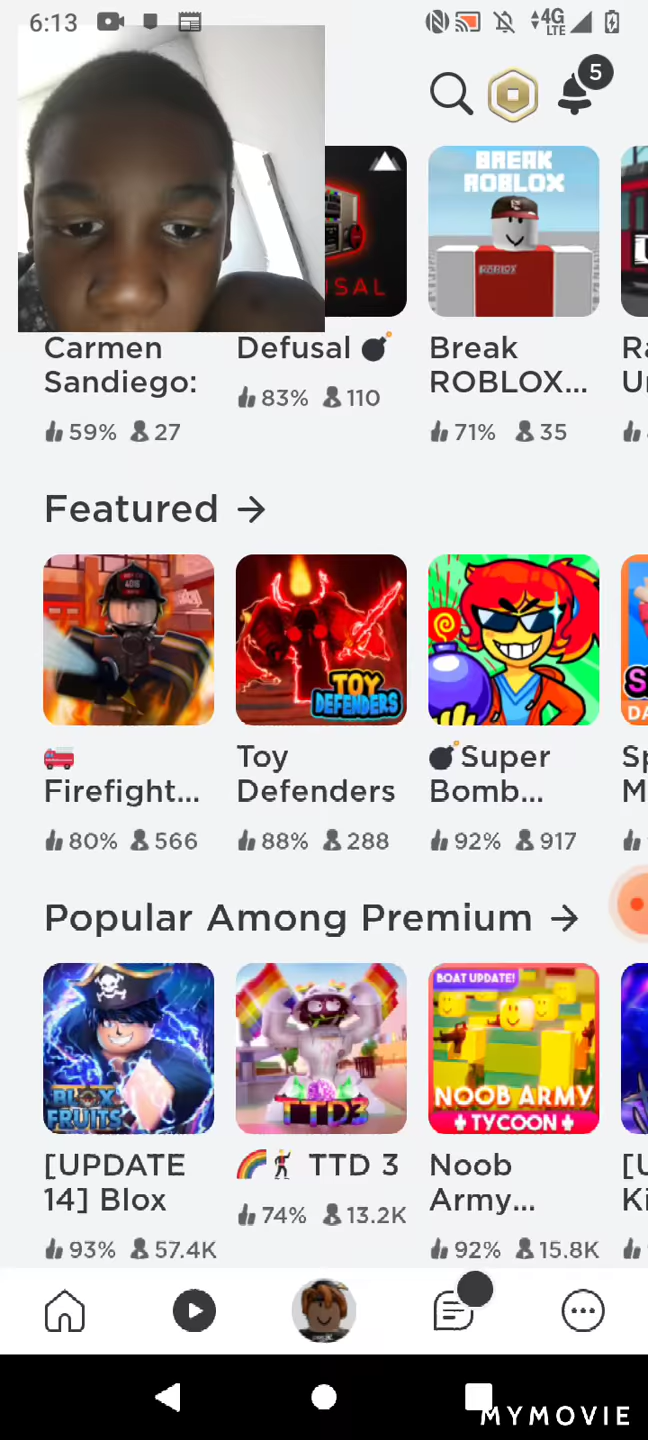 6:13
4G
LTE
5
BREAK
ROBLOX
Carmen
Sandiego:
59% 27
Defusal
83% 110
Break
ROBLOX...
71% 35
Featured →
TOY
DEFENDERS
Firefight...
80% 566
Toy
Defenders
88% 288
Super
Bomb...
92% 917
Popular Among Premium →
BLOX
FRUITS
TTD3
BOAT UPDATE!
NOOB ARMY
TYCOON
[UPDATE
14] Blox
93% 57.4K
TTD 3
74% 13.2K
Noob
Army...
92% 15.8K
MYMOVIE